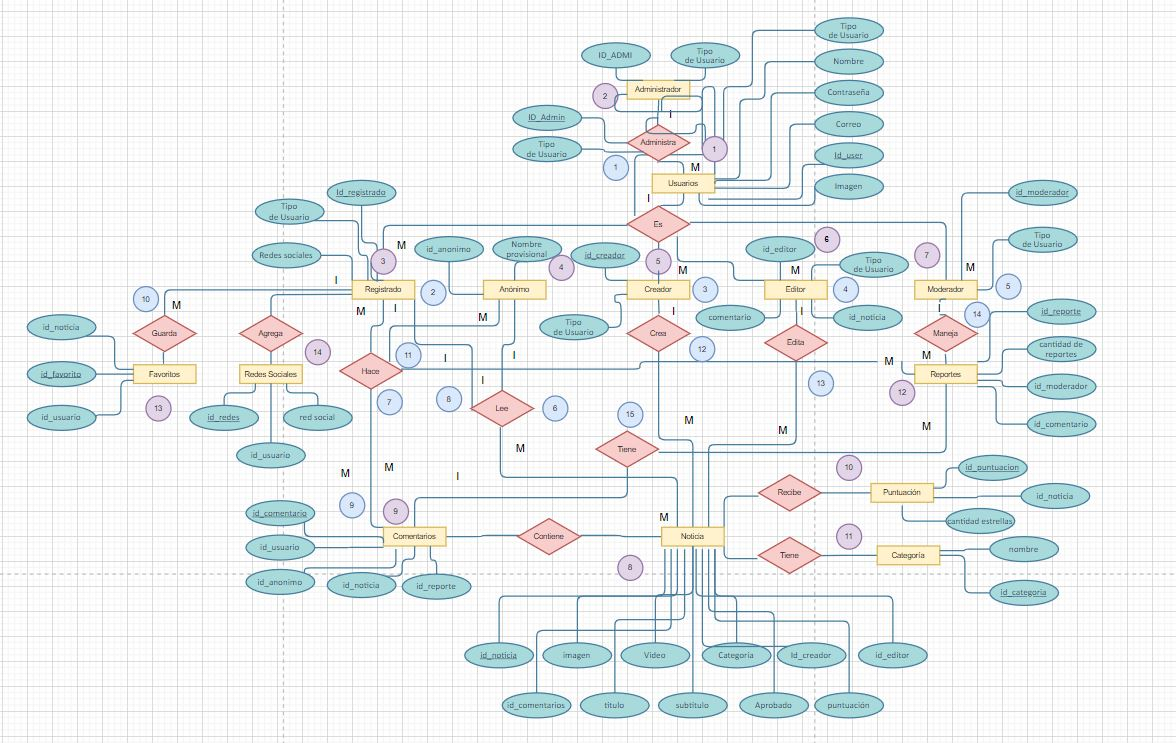 Tipo
de Usuario
ID_ADMI
Tipo
de Usuario
Nombre
Administrador
Contraseña
2
I
ID_Admin
Correo
Administra
Tipo
de Usuario
1
Id_user
1
M
Usuarios
Imagen
Id_registrado
I
id_moderador
Tipo
de Usuario
Es
M
6
Tipo
de Usuario
id_anonimo
Nombre
provisional
id_creador
id_editor
Redes sociales
3
4
5
M
M
Tipo
de Usuario
7
M
I
Registrado
2
Anónimo
Creador
3
Editor
4
Moderador
5
10
M
M
M
I
I
I
14
id_reporte
id_noticia
Guarda
Agrega
I
Tipo
de Usuario
Crea
comentario
id_noticia
Maneja
Edita
cantidad de
reportes
14
11
I
I
12
M
M
Favoritos
Redes Sociales
Hace
Reportes
id_favorito
I
13
id_moderador
12
13
7
8
Lee
6
id_usuario
id_redes
red social
15
M
id_comentario
M
M
id_usuario
M
Tiene
M
M
I
10
id_puntuacion
Recibe
Puntuación
id_noticia
9
9
id_comentario
M
cantidad estrellas
Comentarios
Contiene
Noticia
11
id_usuario
Tiene
Categoría
nombre
8
id_anonimo
id_noticia
id_reporte
id_categoria
id_noticia
imagen
Video
Categoria
Id_creador
id_editor
id_comentarios
titulo
subtitulo
Aprobado
puntuación